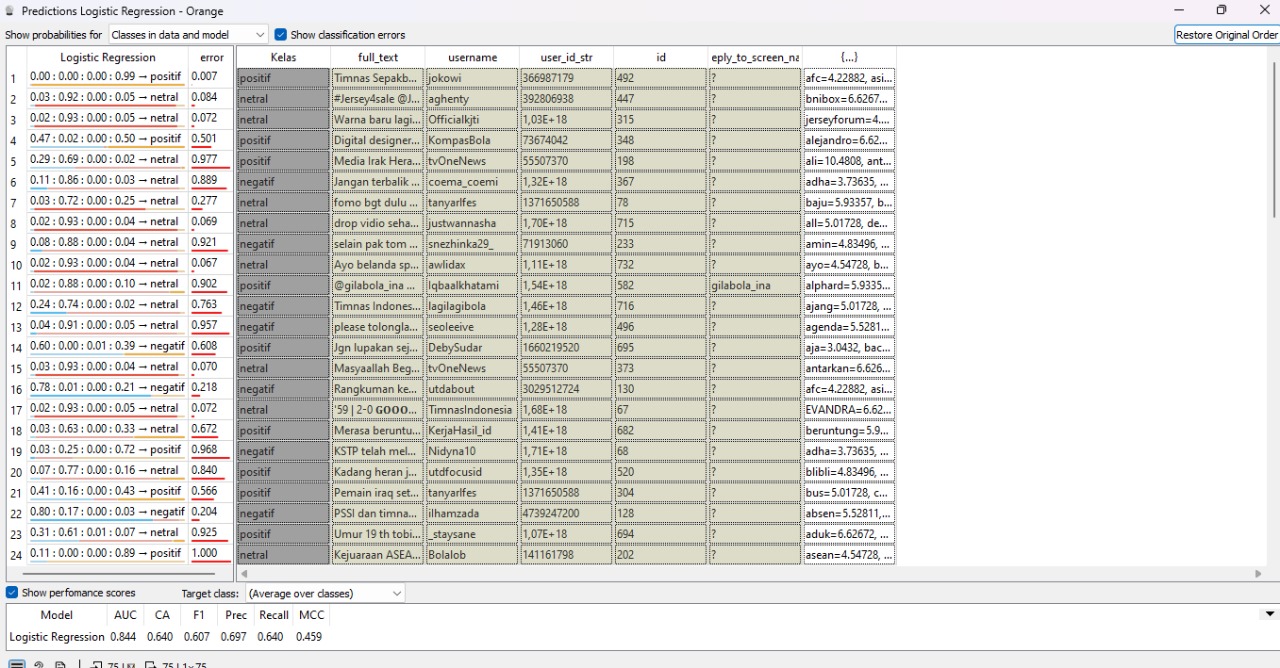 Predictions Logistic Regression - Orange
Show probabilities for Classes in data and model Show classification errors Restore Original Order
Logistic Regression error Kelas full_text username user_id_str id eply_to_screen_na {...}
1 0.00 : 0.00 : 0.00 : 0.99 → positif 0.007 positif Timnas Sepakb... jokowi 366987179 492 ? afc=4.22882, asi...
2 0.03 : 0.92 : 0.00 : 0.05 → netral 0.084 netral #Jersey4sale @J... aghenty 392806938 447 ? bnibox=6.6267...
3 0.02 : 0.93 : 0.00 : 0.05 → netral 0.072 netral Warna baru lagi... Officialkjti 1,03E+18 315 ? jerseyforum=4....
4 0.47 : 0.02 : 0.00 : 0.50 → positif 0.501 positif Digital designer... KompasBola 73674042 348 ? alejandro=6.62...
5 0.29 : 0.69 : 0.00 : 0.02 → netral 0.977 positif Media Irak Hera... tvOneNews 55507370 198 ? ali=10.4808, ant...
6 0.11 : 0.86 : 0.00 : 0.03 → netral 0.889 negatif Jangan terbalik ... coema_coemi 1,32E+18 367 ? adha=3.73635, ...
7 0.03 : 0.72 : 0.00 : 0.25 → netral 0.277 netral fomo bgt dulu ... tanyarlfes 1371650588 78 ? baju=5.93357, b...
8 0.02 : 0.93 : 0.00 : 0.04 → netral 0.069 netral drop vidio seha... justwannasha 1,70E+18 715 ? all=5.01728, de...
9 0.08 : 0.88 : 0.00 : 0.04 → netral 0.921 negatif selain pak tom ... snezhinka29_ 71913060 233 ? amin=4.83496, ...
10 0.02 : 0.93 : 0.00 : 0.04 → netral 0.067 netral Ayo belanda sp... awlidax 1,11E+18 732 ? ayo=4.54728, b...
11 0.02 : 0.88 : 0.00 : 0.10 → netral 0.902 positif @gilabola_ina ... Iqbaalkhatami 1,54E+18 582 gilabola_ina alphard=5.9335...
12 0.24 : 0.74 : 0.00 : 0.02 → netral 0.763 negatif Timnas Indones... lagilagibola 1,46E+18 716 ? ajang=5.01728, ...
13 0.04 : 0.91 : 0.00 : 0.05 → netral 0.957 negatif please tolongla... seoleeive 1,28E+18 496 ? agenda=5.5281...
14 0.60 : 0.00 : 0.01 : 0.39 → negatif 0.608 positif Jgn lupakan sej... DebySudar 1660219520 695 ? aja=3.0432, bac...
15 0.03 : 0.93 : 0.00 : 0.04 → netral 0.070 netral Masyaallah Beg... tvOneNews 55507370 373 ? antarkan=6.626...
16 0.78 : 0.01 : 0.00 : 0.21 → negatif 0.218 negatif Rangkuman ke... utdabout 3029512724 130 ? afc=4.22882, asi...
17 0.02 : 0.93 : 0.00 : 0.05 → netral 0.072 netral '59 | 2-0 𝗚𝗢𝗢𝗢... TimnasIndonesia 1,68E+18 67 ? EVANDRA=6.62...
18 0.03 : 0.63 : 0.00 : 0.33 → netral 0.672 positif Merasa beruntu... KerjaHasil_id 1,41E+18 682 ? beruntung=5.9...
19 0.03 : 0.25 : 0.00 : 0.72 → positif 0.968 negatif KSTP telah mel... Nidyna10 1,71E+18 68 ? adha=3.73635, ...
20 0.07 : 0.77 : 0.00 : 0.16 → netral 0.840 positif Kadang heran j... utdfocusid 1,35E+18 520 ? blibli=4.83496, ...
21 0.41 : 0.16 : 0.00 : 0.43 → positif 0.566 positif Pemain iraq set... tanyarlfes 1371650588 304 ? bus=5.01728, c...
22 0.80 : 0.17 : 0.00 : 0.03 → negatif 0.204 negatif PSSI dan timna... ilhamzada 4739247200 128 ? absen=5.52811,...
23 0.31 : 0.61 : 0.01 : 0.07 → netral 0.925 positif Umur 19 th tobi... _staysane 1,07E+18 694 ? aduk=6.62672, ...
24 0.11 : 0.00 : 0.00 : 0.89 → positif 1.000 netral Kejuaraan ASEA... Bolalob 141161798 202 ? asean=4.54728, ...
Show perfomance scores Target class: (Average over classes)
Model AUC CA F1 Prec Recall MCC
Logistic Regression 0.844 0.640 0.607 0.697 0.640 0.459